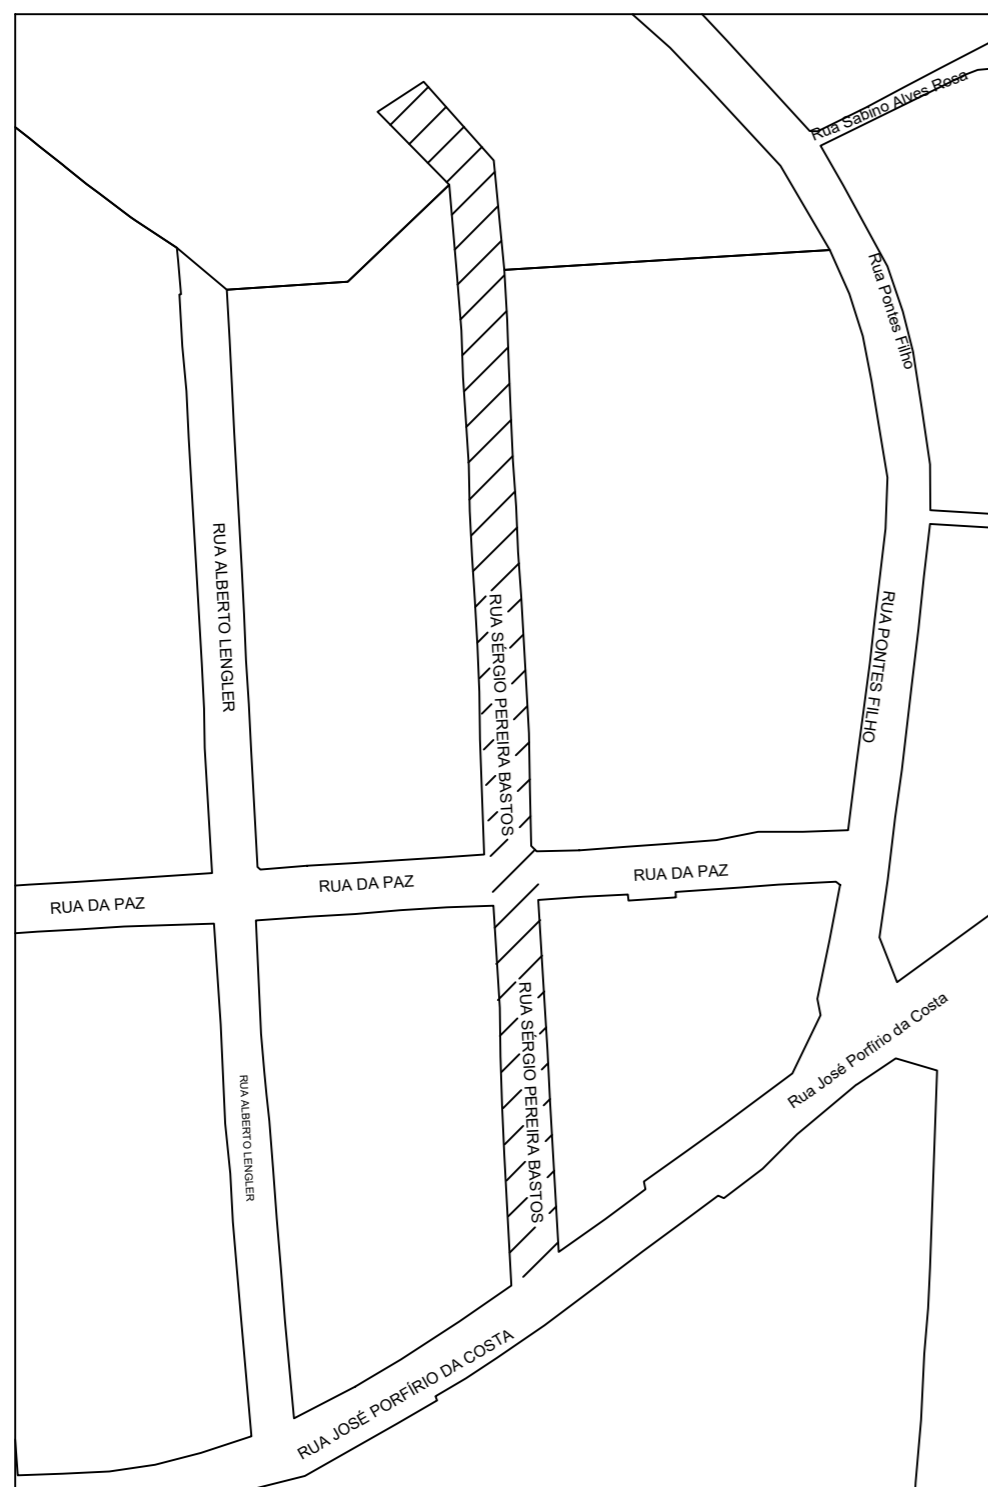 Rua Sabino Alves Rosa
Rua Pontes Filho
RUA ALBERTO LENGLER
RUA SÉRGIO PEREIRA BASTOS
RUA PONTES FILHO
RUA DA PAZ
RUA DA PAZ
RUA DA PAZ
RUA SÉRGIO PEREIRA BASTOS
Rua José Porfírio da Costa
RUA ALBERTO LENGLER
RUA JOSÉ PORFÍRIO DA COSTA